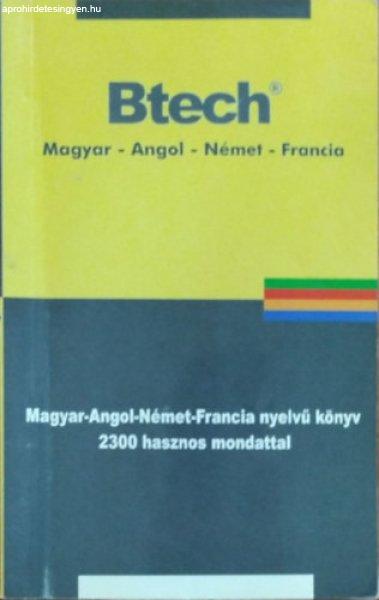 aprohirdetesingyen.hu
Btech®
Magyar - Angol - Német - Francia
Magyar-Angol-Német-Francia nyelvű könyv
2300 hasznos mondattal